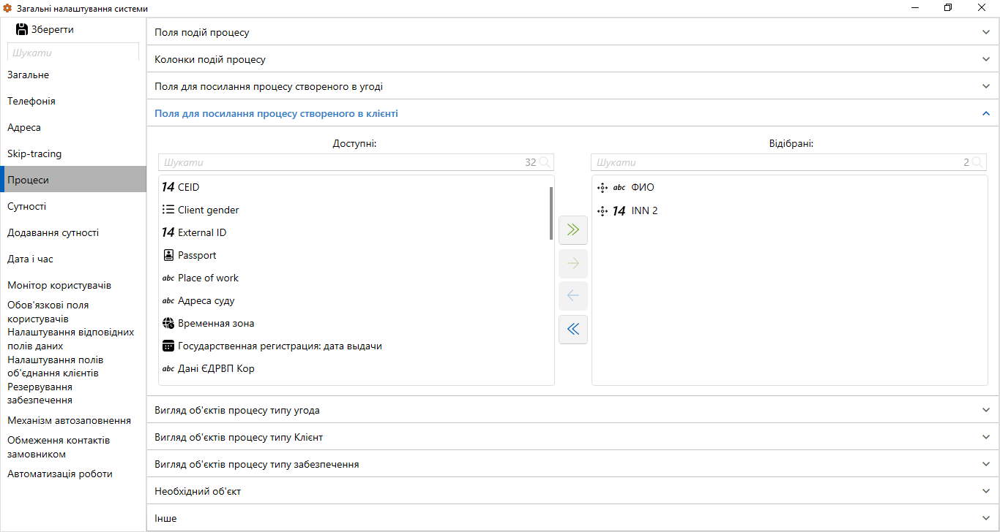 Загальні налаштування системи
Зберегти
Шукати
Загальне
Телефонія
Адреса
Skip-tracing
Процеси
Сутності
Додавання сутності
Дата і час
Монітор користувачів
Обов'язкові поля
користувачів
Налаштування відповідних
полів даних
Налаштування полів
об'єднання клієнтів
Резервування
забезпечення
Механізм автозаповнення
Обмеження контактів
замовником
Автоматизація роботи
Поля подій процесу
Колонки подій процесу
Поля для посилання процесу створеного в угоді
Поля для посилання процесу створеного в клієнті
Доступні:
Шукати 32
14 CEID
Client gender
14 External ID
Passport
abc Place of work
abc Адреса суду
Временная зона
Государственная регистрация: дата выдачи
abc Дані ЄДРВП Кор
Відібрані:
Шукати 2
abc ФИО
14 INN 2
Вигляд об'єктів процесу типу угода
Вигляд об'єктів процесу типу Клієнт
Вигляд об'єктів процесу типу забезпечення
Необхідний об'єкт
Інше